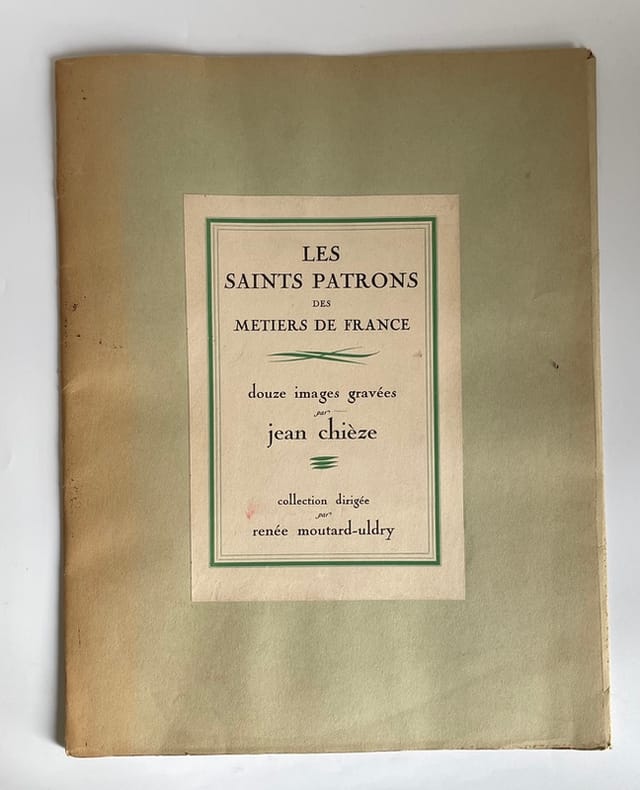 LES
SAINTS PATRONS
DES
METIERS DE FRANCE
douze images gravées
par
jean chièze
collection dirigée
par
renée moutard-uldry